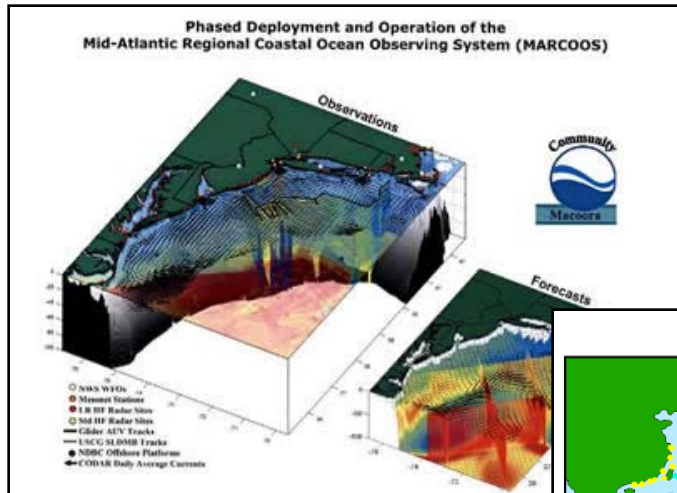 Phased Deployment and Operation of the
Mid-Atlantic Regional Coastal Ocean Observing System (MARCOOS)
Observations
Community
Macoora
Forecasts
NWS WFOs
Mesonet Stations
LR HF Radar Sites
Std HF Radar Sites
Glider AUV Tracks
USCG SLDMB Tracks
NDBC Offshore Platforms
CODAR Daily Average Currents